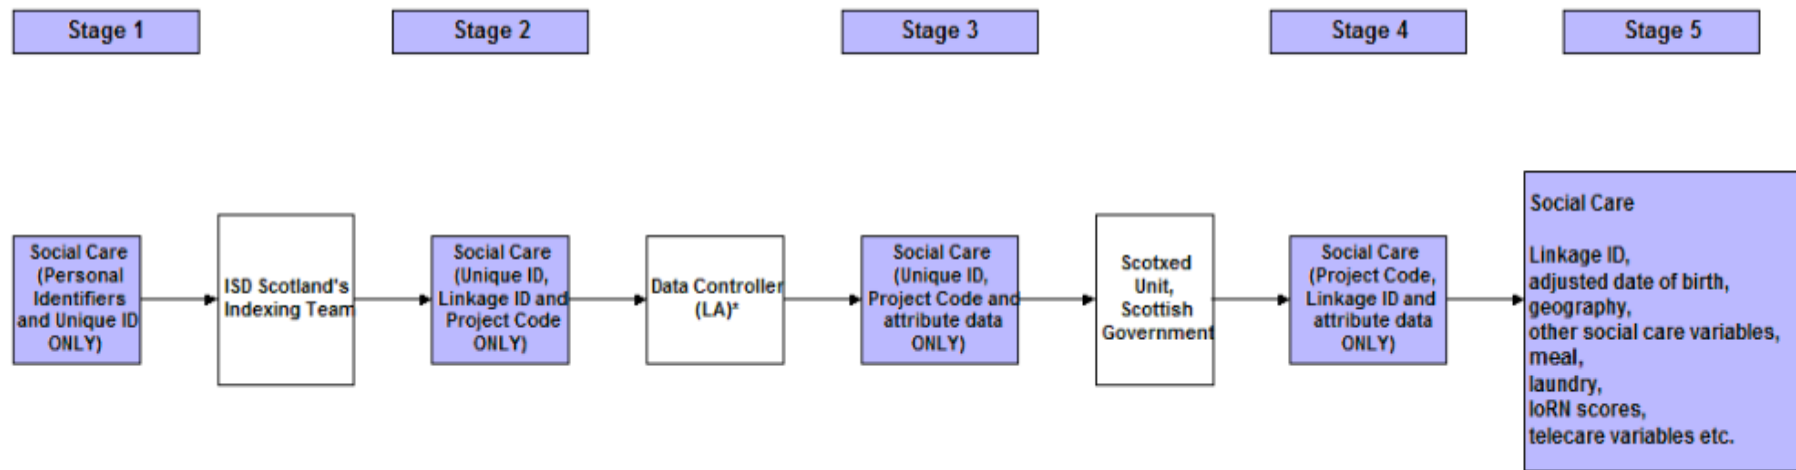 Stage 1
Stage 2
Stage 3
Stage 4
Stage 5
Social Care
(Personal
Identifiers
and Unique ID
ONLY)
ISD Scotland's
Indexing Team
Social Care
(Unique ID,
Linkage ID and
Project Code
ONLY)
Data Controller
(LA)*
Social Care
(Unique ID,
Project Code and
attribute data
ONLY)
Scotxed
Unit,
Scottish
Government
Social Care
(Project Code,
Linkage ID and
attribute data
ONLY)
Social Care
Linkage ID,
adjusted date of birth,
geography,
other social care variables,
meal,
laundry,
IoRN scores,
telecare variables etc.